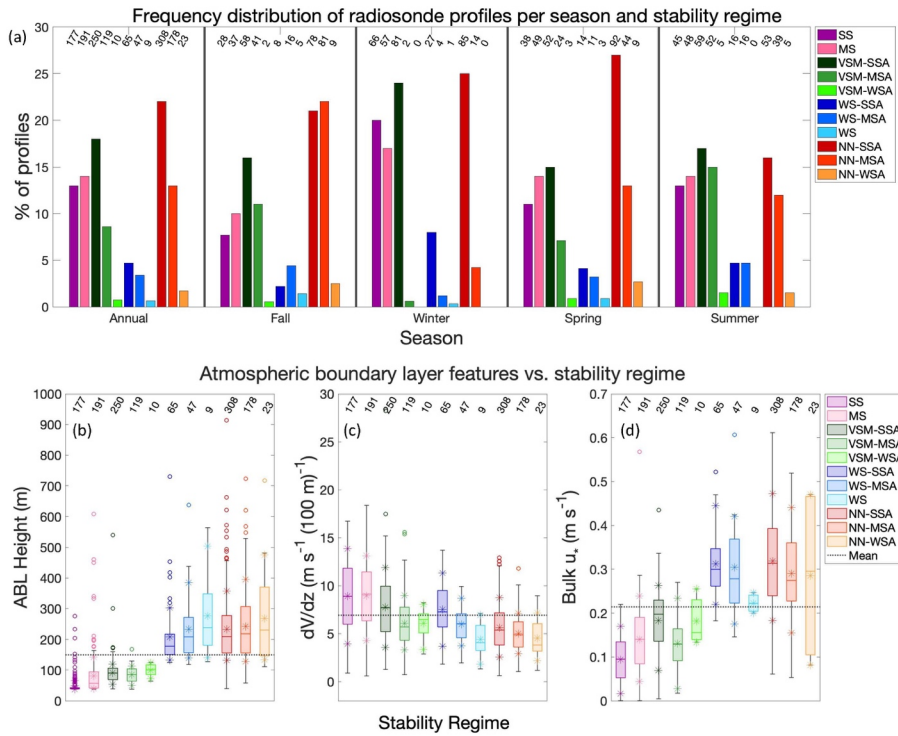 Frequency distribution of radiosonde profiles per season and stability regime
(a)
177 191 250 119 10 65 47 9 308 178 23
28 37 58 41 2 8 16 5 78 81 9
66 57 81 2 0 27 4 1 85 14 0
38 49 52 24 3 14 11 3 92 44 9
45 48 59 52 5 16 16 0 53 39 5
30
25
20
15
10
5
0
% of profiles
Annual Fall Winter Spring Summer
Season
SS
MS
VSM-SSA
VSM-MSA
VSM-WSA
WS-SSA
WS-MSA
WS
NN-SSA
NN-MSA
NN-WSA
Atmospheric boundary layer features vs. stability regime
(b)
177 191 250 119 10 65 47 9 308 178 23
1000
900
800
700
600
500
400
300
200
100
0
ABL Height (m)
(c)
177 191 250 119 10 65 47 9 308 178 23
30
25
20
15
10
5
0
dV/dz (m s⁻¹ (100 m)⁻¹)
(d)
177 191 250 119 10 65 47 9 308 178 23
0.7
0.6
0.5
0.4
0.3
0.2
0.1
0
Bulk u* (m s⁻¹)
SS
MS
VSM-SSA
VSM-MSA
VSM-WSA
WS-SSA
WS-MSA
WS
NN-SSA
NN-MSA
NN-WSA
Mean
Stability Regime